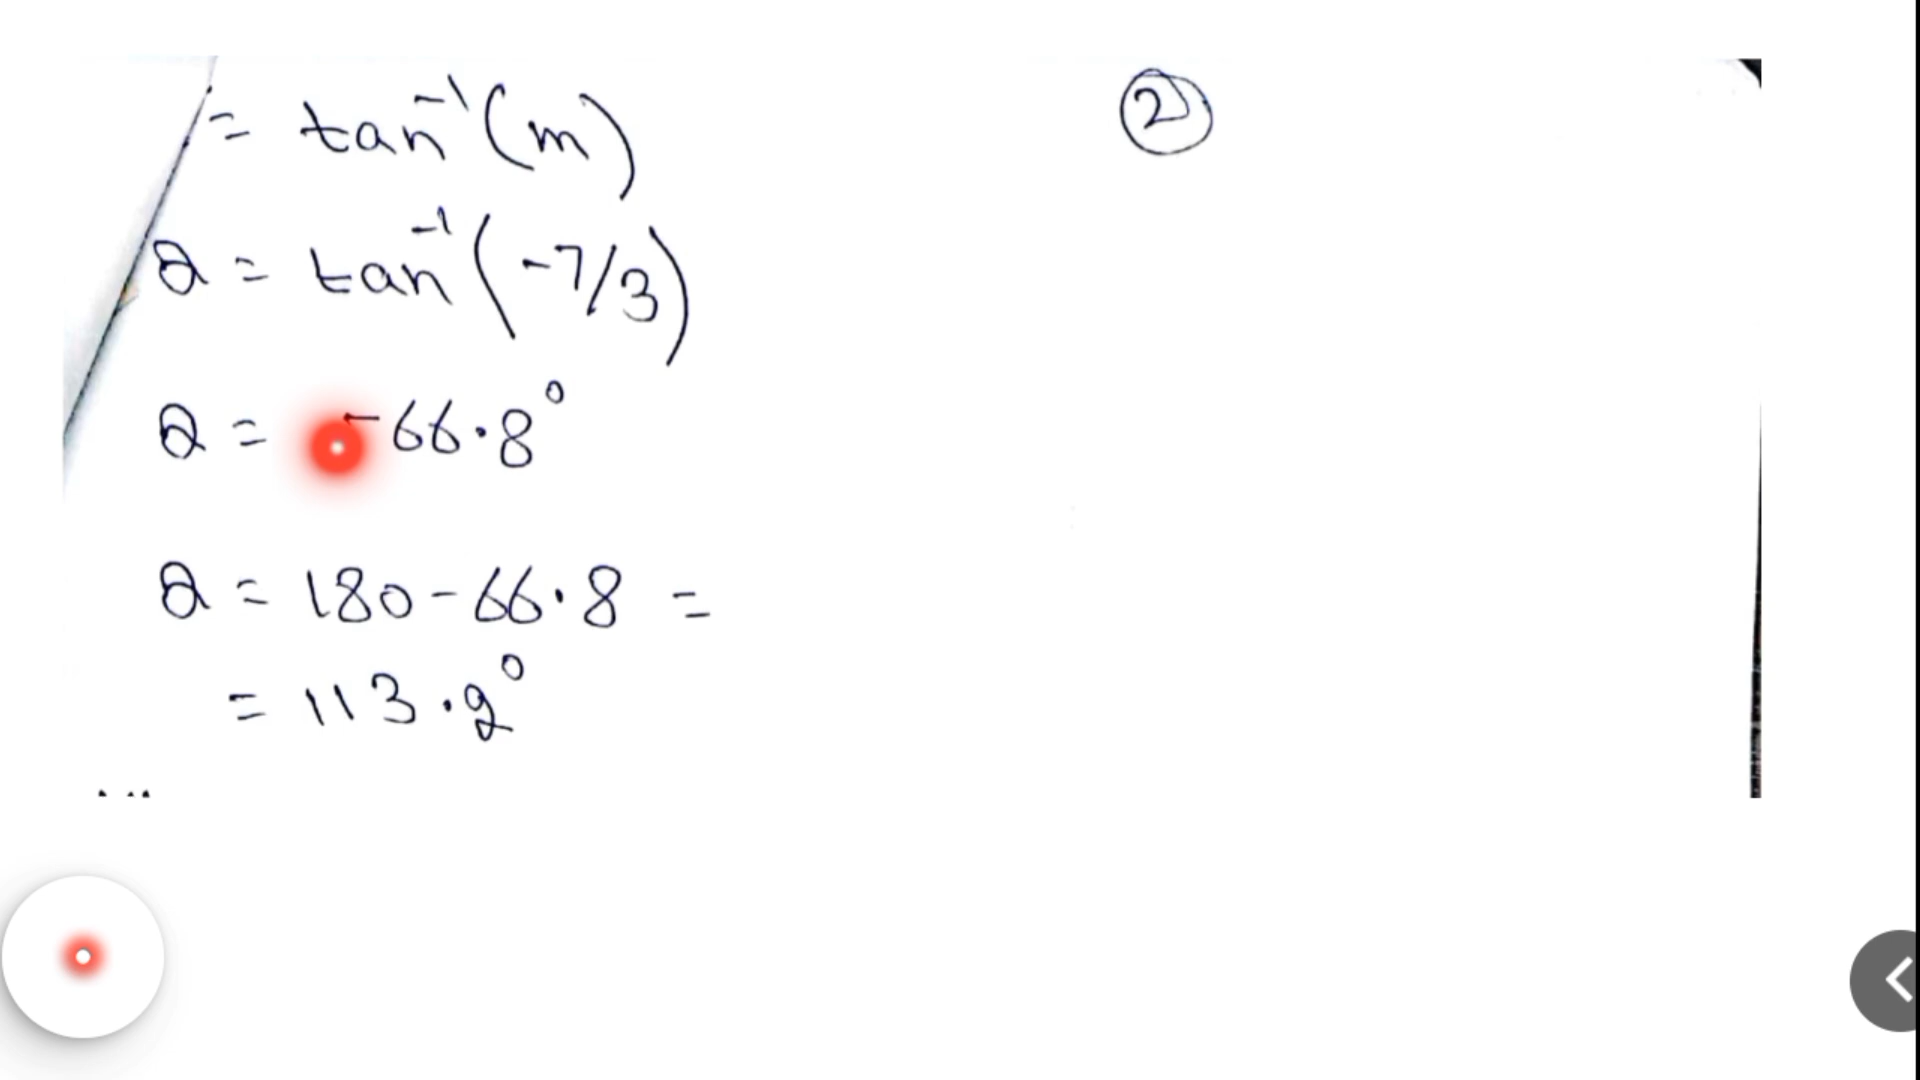 = tan⁻¹(m)
②
Q = tan⁻¹(-7/3)
Q = -66.8°
Q = 180-66.8 =
= 113.2°